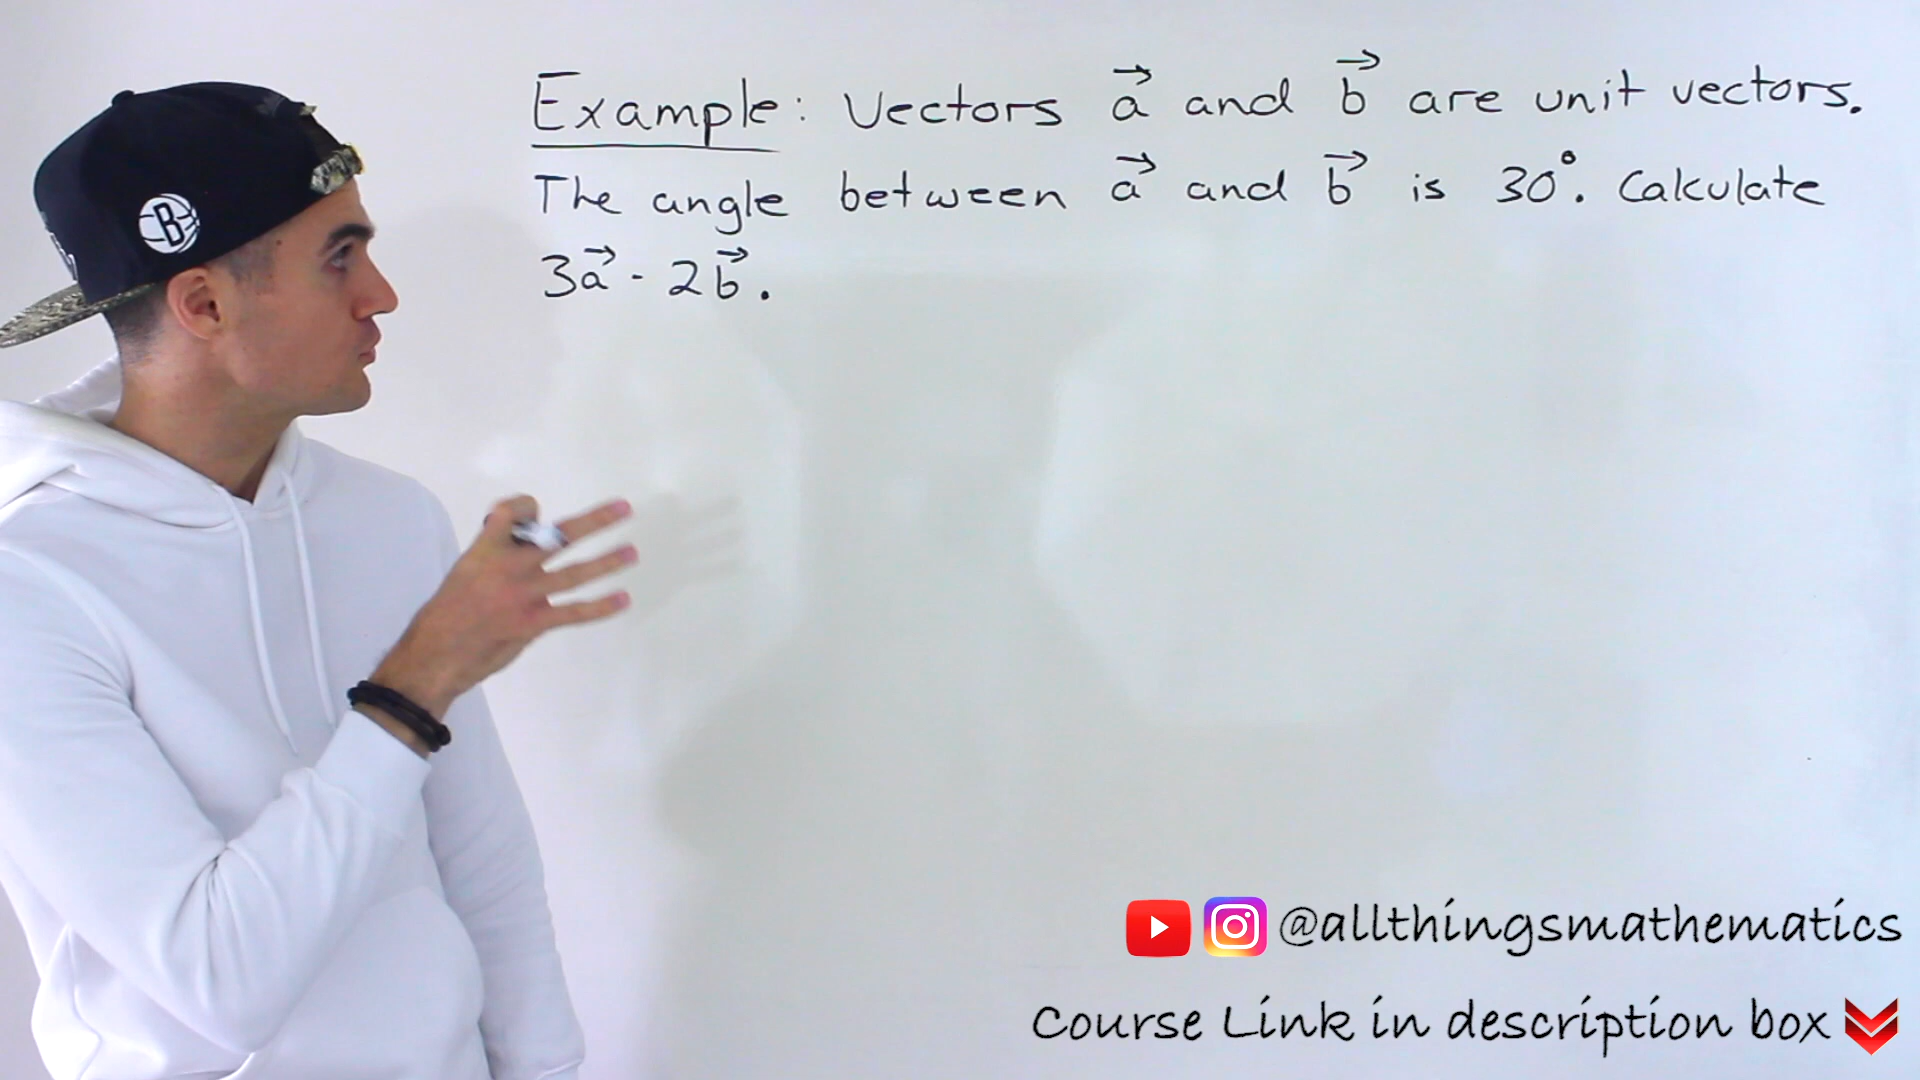 Example: Vectors a⃗ and b⃗ are unit vectors.
The angle between a⃗ and b⃗ is 30°. Calculate
3a⃗ - 2b⃗.
B
@allthingsmathematics
Course Link in description box